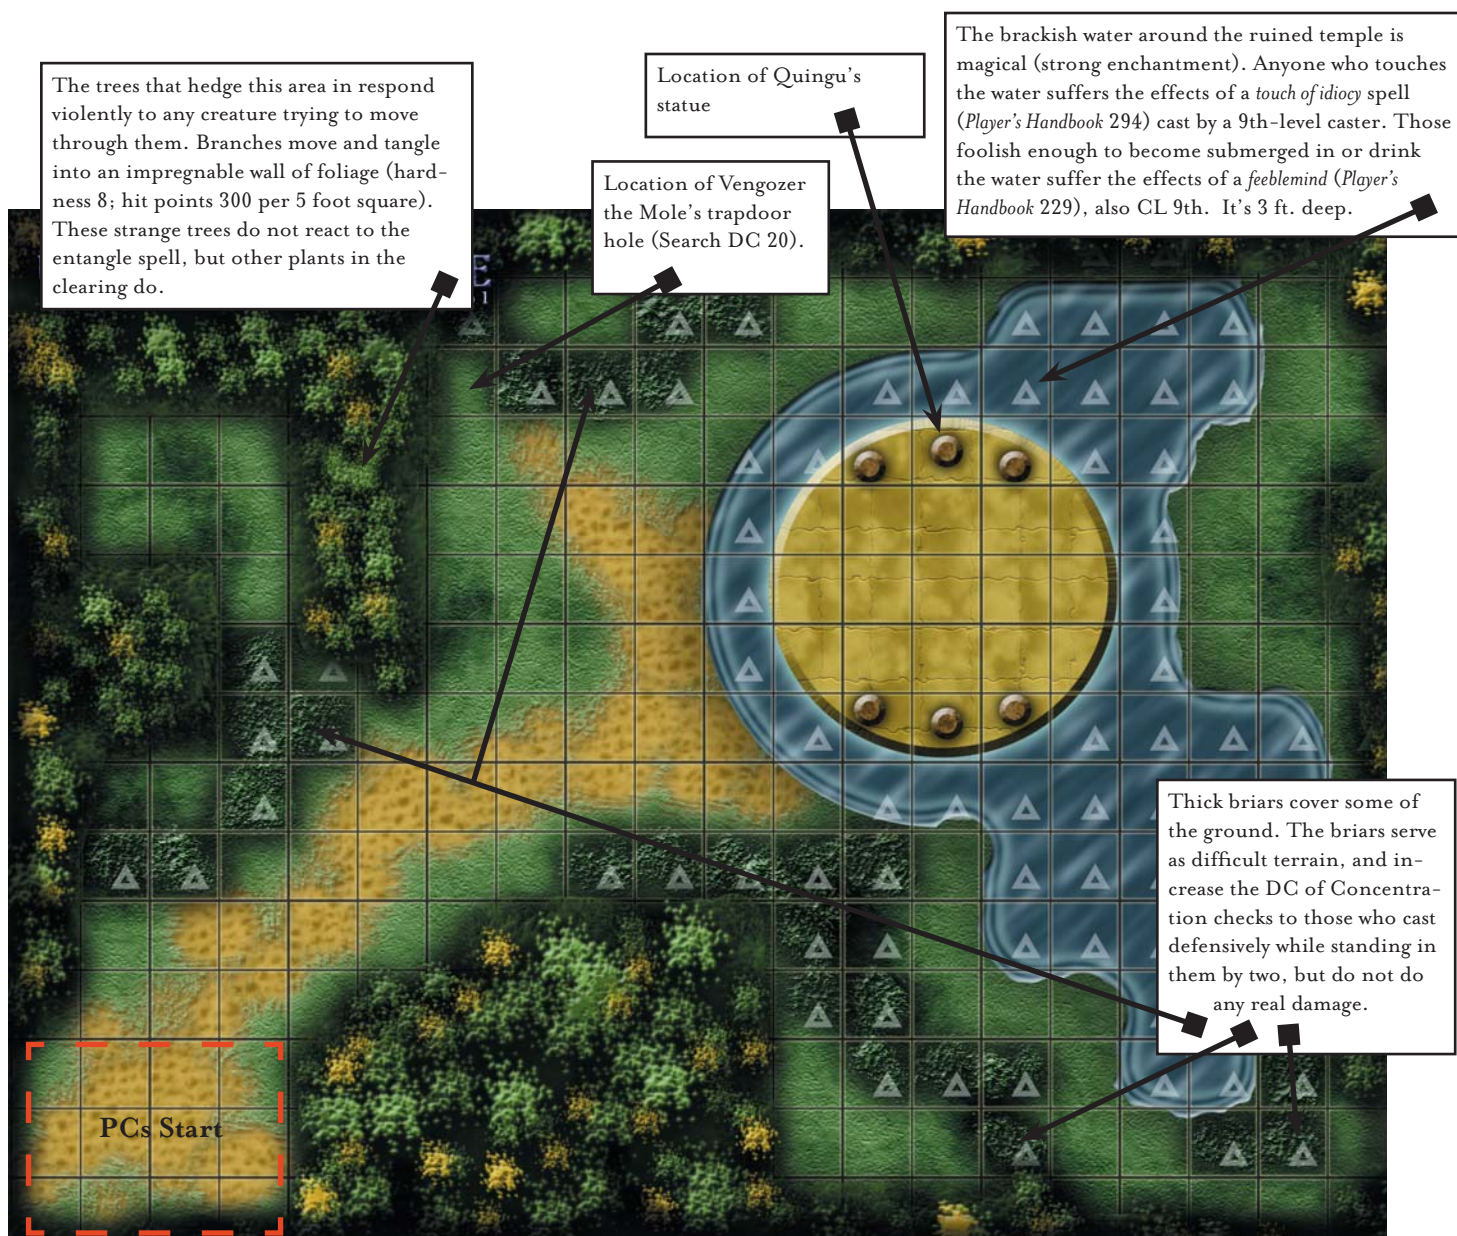 The trees that hedge this area in respond
violently to any creature trying to move
through them. Branches move and tangle
into an impregnable wall of foliage (hard-
ness 8; hit points 300 per 5 foot square).
These strange trees do not react to the
entangle spell, but other plants in the
clearing do.
Location of Vengozer
the Mole's trapdoor
hole (Search DC 20).
Location of Quingu's
statue
The brackish water around the ruined temple is
magical (strong enchantment). Anyone who touches
the water suffers the effects of a touch of idiocy spell
(Player's Handbook 294) cast by a 9th-level caster. Those
foolish enough to become submerged in or drink
the water suffer the effects of a feeblemind (Player's
Handbook 229), also CL 9th. It's 3 ft. deep.
Thick briars cover some of
the ground. The briars serve
as difficult terrain, and in-
crease the DC of Concentra-
tion checks to those who cast
defensively while standing in
them by two, but do not do
any real damage.
PCs Start